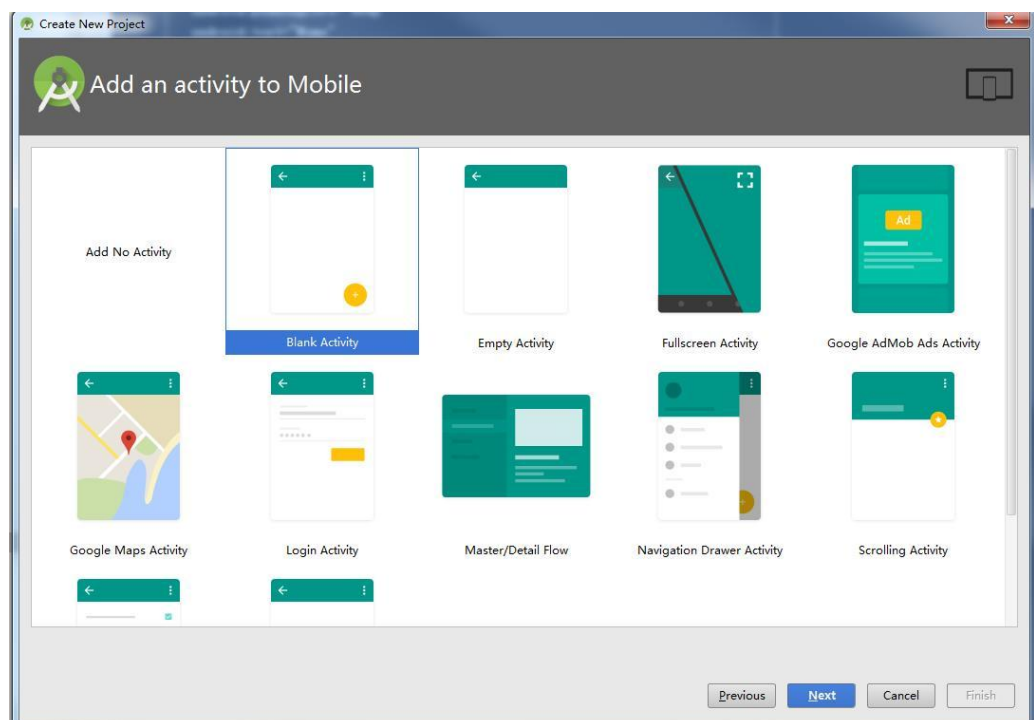 Create New Project
Add an activity to Mobile
Add No Activity
Blank Activity
Empty Activity
Fullscreen Activity
Ad
Google AdMob Ads Activity
Google Maps Activity
Login Activity
Master/Detail Flow
Navigation Drawer Activity
Scrolling Activity
Previous
Next
Cancel
Finish